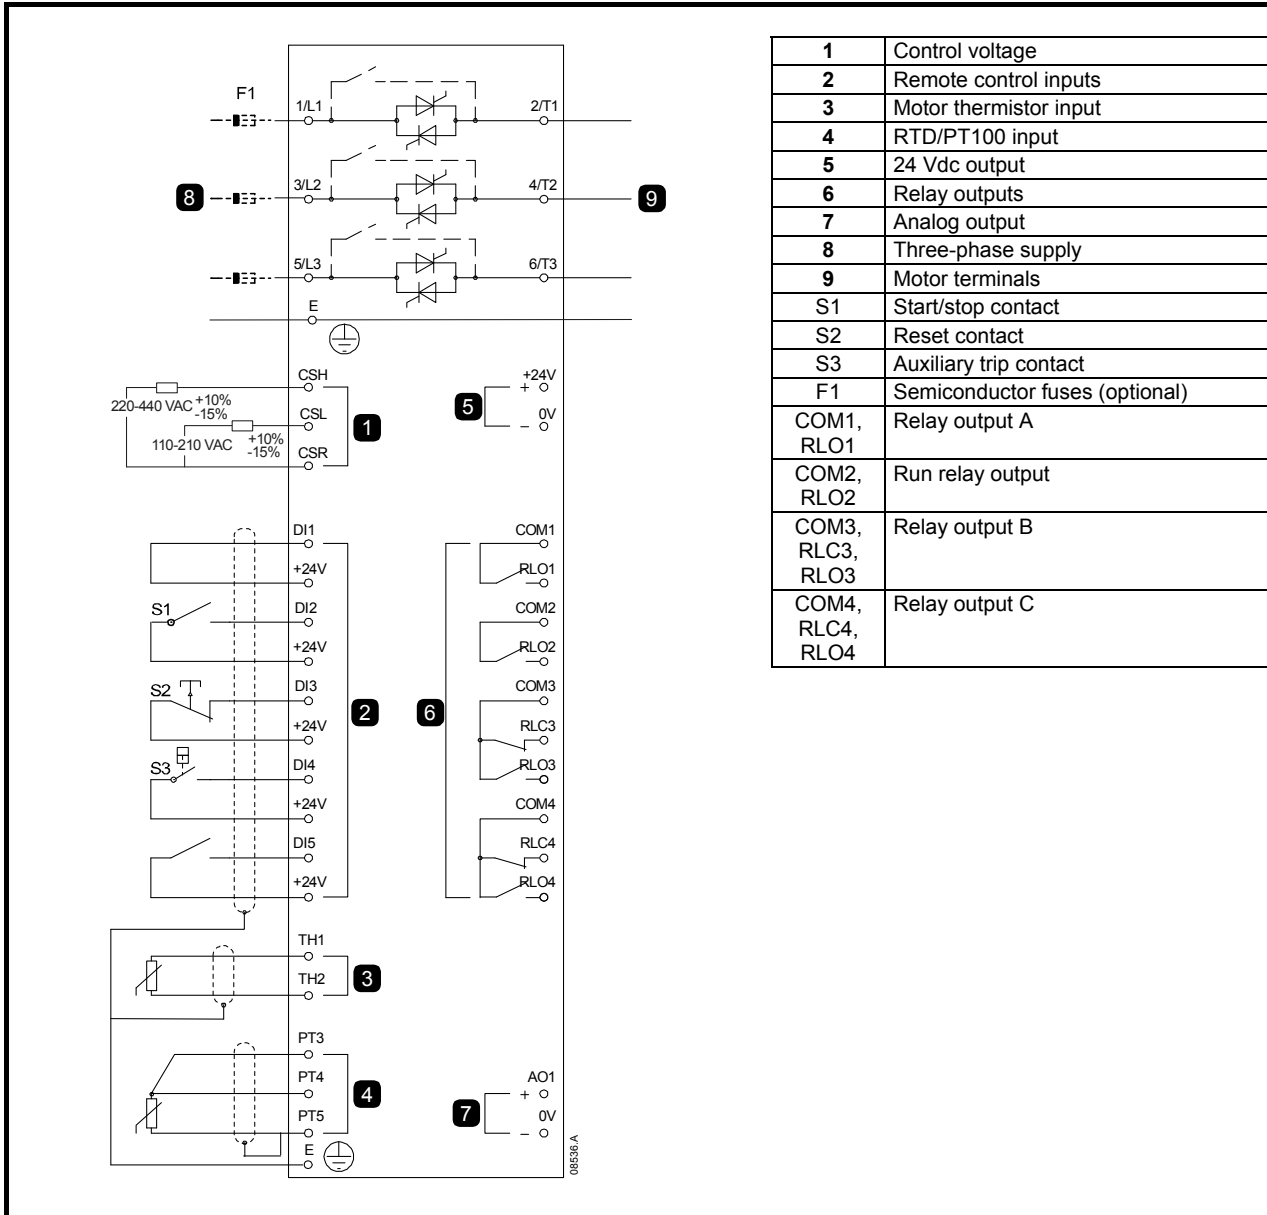 F1
1/L1
2/T1
8
3/L2
4/T2
9
5/L3
6/T3
E
CSH
220-440 VAC +10%
-15%
CSL
110-210 VAC +10%
-15%
CSR
1
5
+24V
+
0V
–
DI1
+24V
S1
DI2
+24V
S2
DI3
+24V
S3
DI4
+24V
DI5
+24V
2
6
COM1
RLO1
COM2
RLO2
COM3
RLC3
RLO3
COM4
RLC4
RLO4
TH1
TH2
3
PT3
PT4
PT5
E
4
7
AO1
+
0V
–
08536.A
1 Control voltage
2 Remote control inputs
3 Motor thermistor input
4 RTD/PT100 input
5 24 Vdc output
6 Relay outputs
7 Analog output
8 Three-phase supply
9 Motor terminals
S1 Start/stop contact
S2 Reset contact
S3 Auxiliary trip contact
F1 Semiconductor fuses (optional)
COM1, Relay output A
RLO1
COM2, Run relay output
RLO2
COM3, Relay output B
RLC3,
RLO3
COM4, Relay output C
RLC4,
RLO4